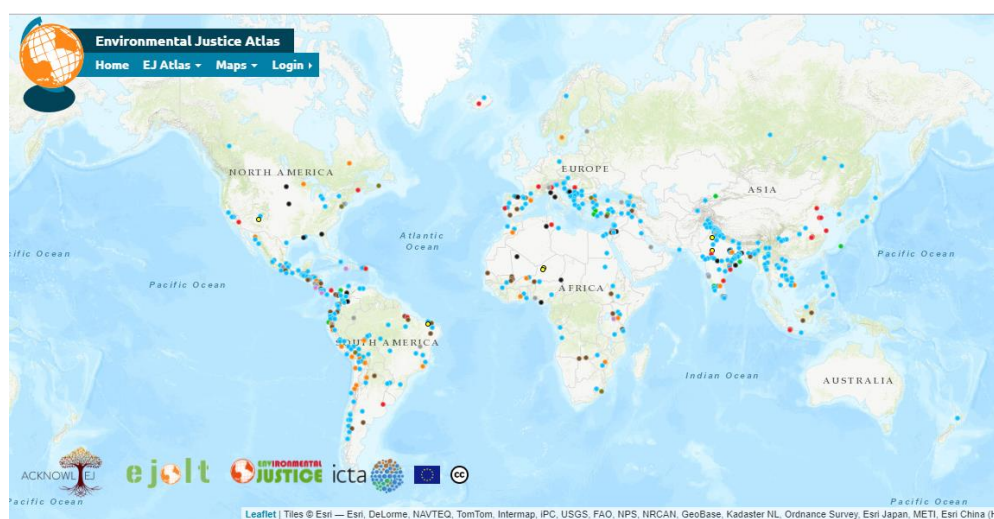 Environmental Justice Atlas
Home EJ Atlas Maps Login
NORTH AMERICA
EUROPE
ASIA
Atlantic
Ocean
cific Ocean
Pacific Ocean
Pacific Ocean
AFRICA
SOUTH AMERICA
Indian Ocean
AUSTRALIA
ACKNOWL EJ
ejolt
ENVIRONMENTAL
JUSTICE
icta
cc
Pacific Ocean
Pacific Ocean
Leaflet | Tiles © Esri — Esri, DeLorme, NAVTEQ, TomTom, Intermap, iPC, USGS, FAO, NPS, NRCAN, GeoBase, Kadaster NL, Ordnance Survey, Esri Japan, METI, Esri China (H